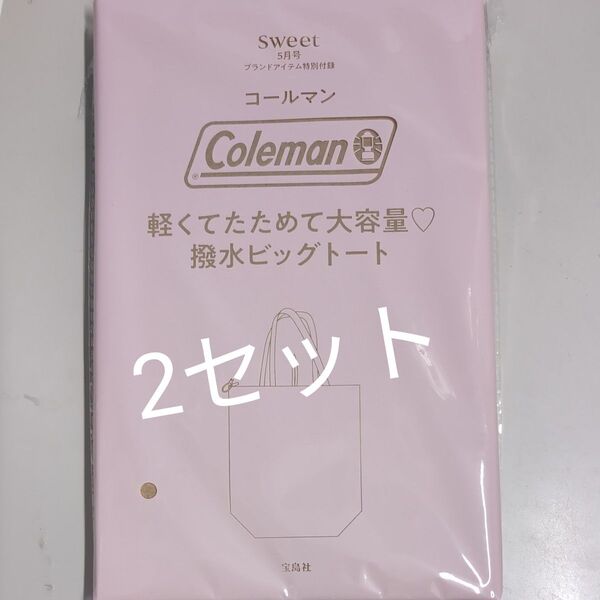 sweet
5月号
ブランドアイテム特別付録
コールマン
Coleman
®
軽くてたためて大容量♡
撥水ビッグトート
2セット
宝島社